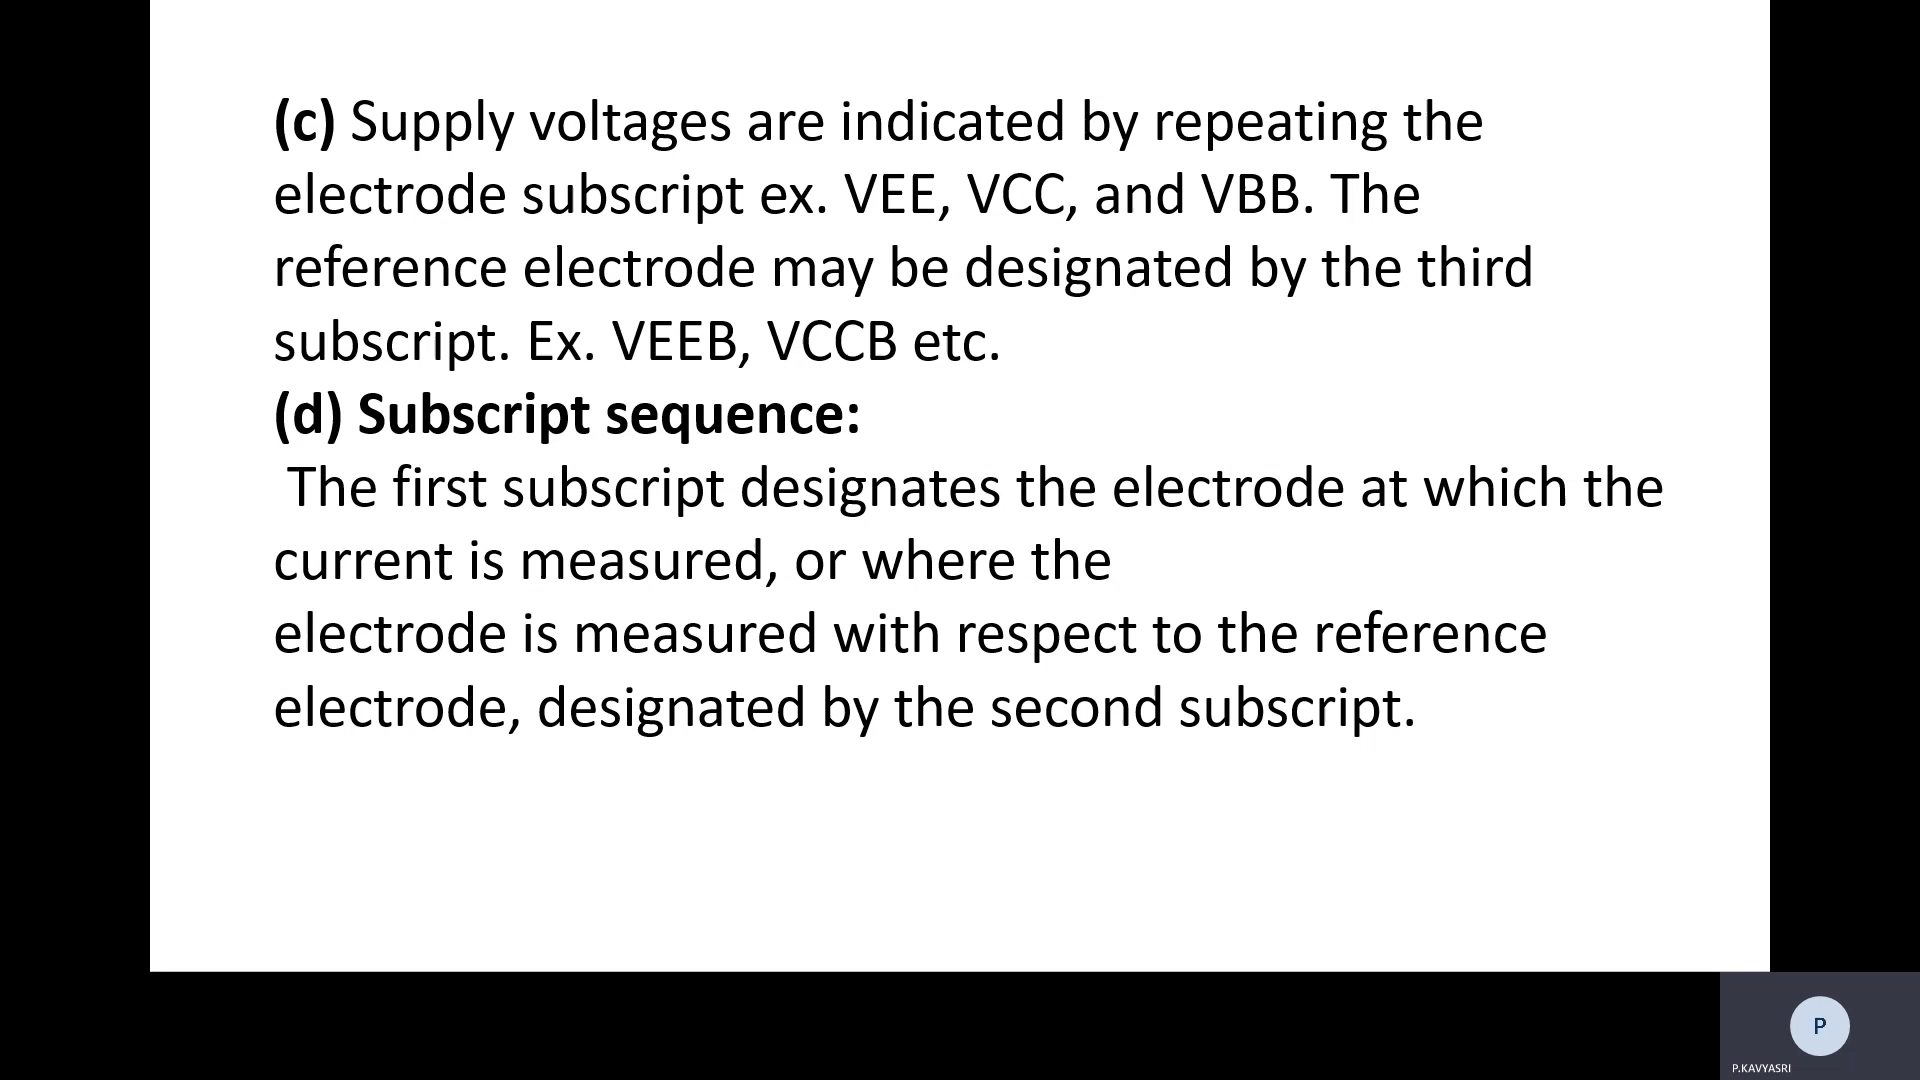 (c) Supply voltages are indicated by repeating the
electrode subscript ex. VEE, VCC, and VBB. The
reference electrode may be designated by the third
subscript. Ex. VEEB, VCCB etc.
(d) Subscript sequence:
The first subscript designates the electrode at which the
current is measured, or where the
electrode is measured with respect to the reference
electrode, designated by the second subscript.
P
P.KAVYASRI